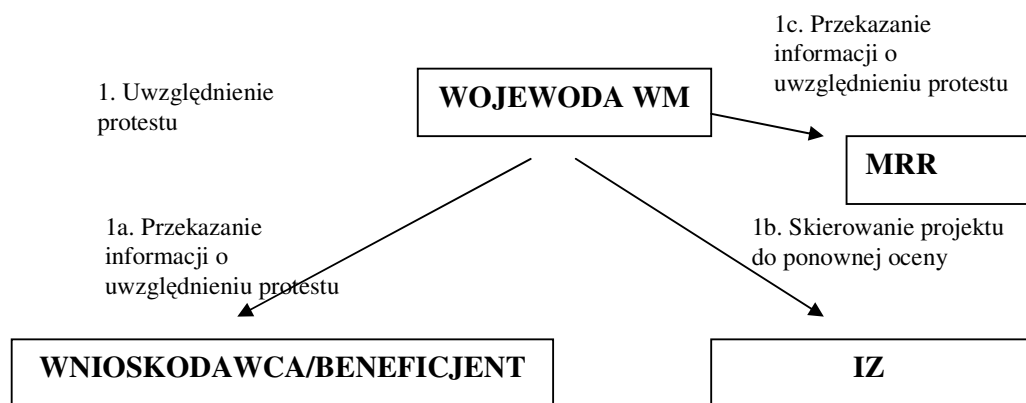 1c. Przekazanie
informacji o
uwzględnieniu protestu
1. Uwzględnienie
protestu
WOJEWODA WM
MRR
1a. Przekazanie
informacji o
uwzględnieniu protestu
1b. Skierowanie projektu
do ponownej oceny
WNIOSKODAWCA/BENEFICJENT
IZ